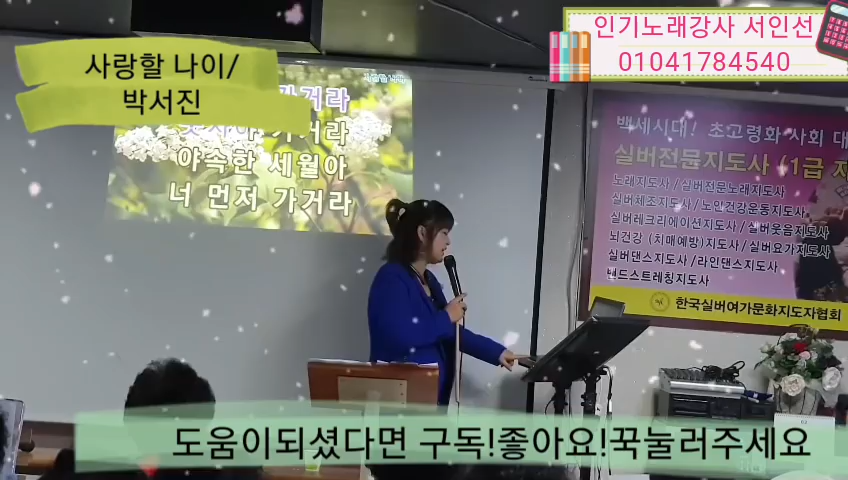 인기노래강사 서인선
01041784540
사랑할 나이/
박서진
가거라
가거라
야속한 세월아
너 먼저 가거라
백세시대! 초고령화 사회 대
실버전문지도사 (1급 자
노래지도사/실버전문노래지도사
실버체조지도사/노인건강운동지도사
실버레크리에이션지도사/실버웃음지도사
뇌건강 (치매예방)지도사/실버요가지도사
실버댄스지도사/라인댄스지도사
밴드스트레칭지도사
한국실버여가문화지도자협회
도움이되셨다면 구독!좋아요!꾹눌러주세요